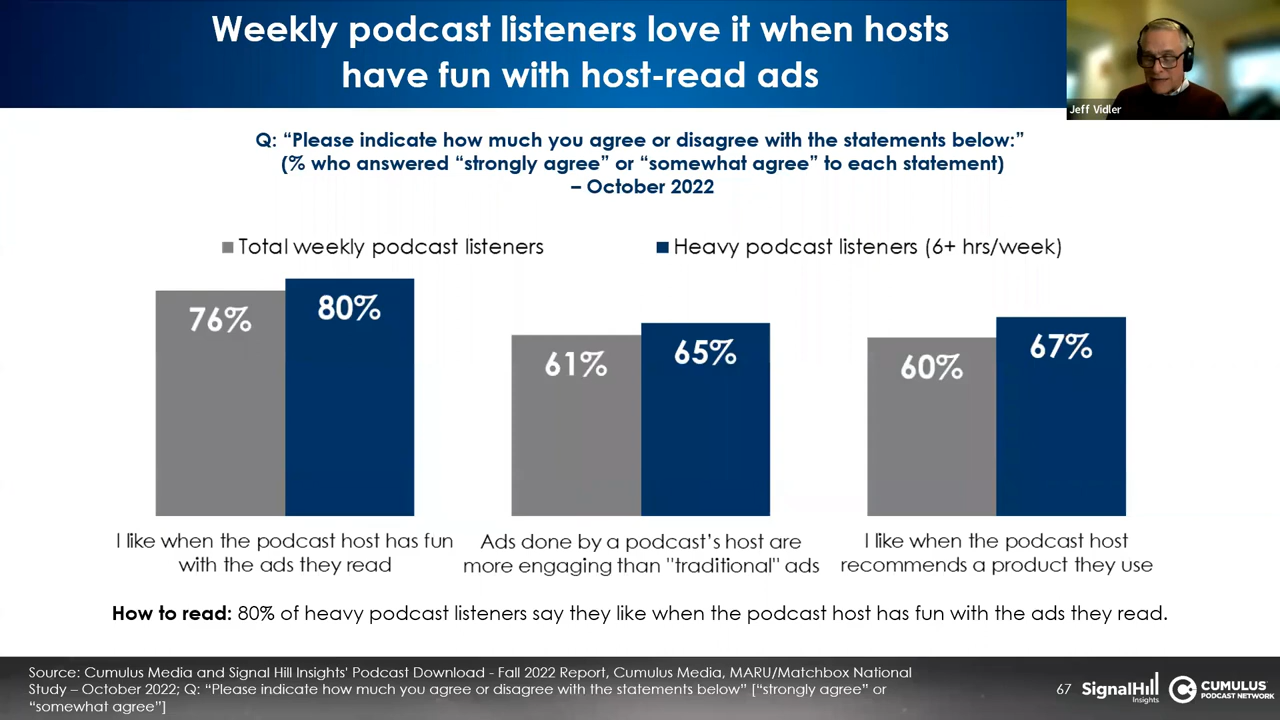 Weekly podcast listeners love it when hosts
have fun with host-read ads
Jeff Vidler
Q: “Please indicate how much you agree or disagree with the statements below:”
(% who answered “strongly agree” or “somewhat agree” to each statement)
– October 2022
Total weekly podcast listeners
Heavy podcast listeners (6+ hrs/week)
76%
80%
61%
65%
60%
67%
I like when the podcast host has fun
with the ads they read
Ads done by a podcast’s host are
more engaging than "traditional" ads
I like when the podcast host
recommends a product they use
How to read: 80% of heavy podcast listeners say they like when the podcast host has fun with the ads they read.
Source: Cumulus Media and Signal Hill Insights' Podcast Download - Fall 2022 Report, Cumulus Media, MARU/Matchbox National
Study – October 2022; Q: “Please indicate how much you agree or disagree with the statements below” [“strongly agree” or
“somewhat agree”]
67
SignalHill
Insights
CUMULUS
PODCAST NETWORK